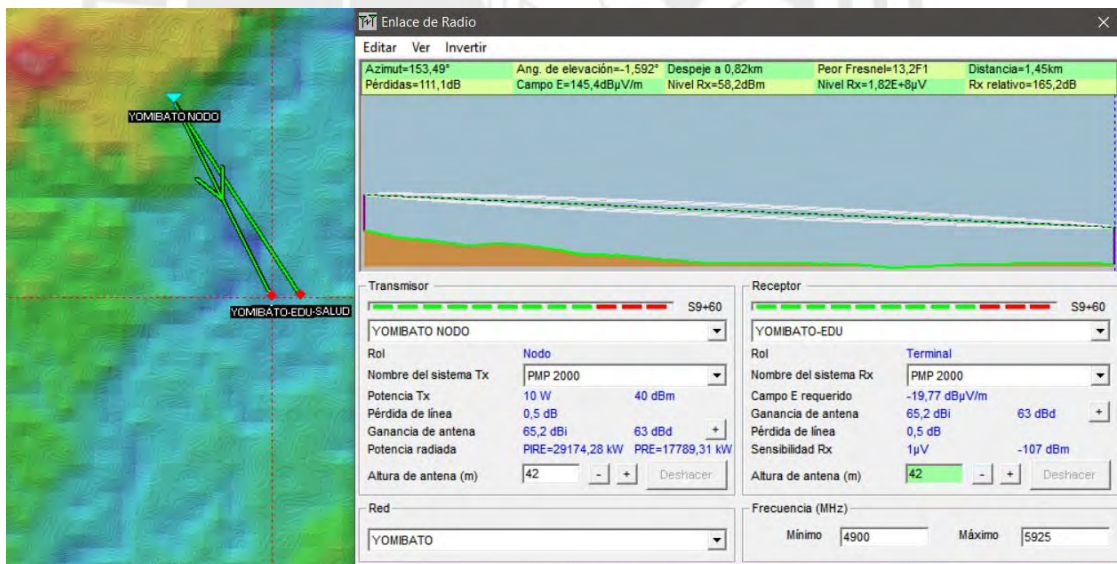 YOMIBATO NODO
YOMIBATO-EDU-SALUD
Enlace de Radio
Editar Ver Invertir
Azimut=153,49° Ang. de elevación=-1,592° Despeje a 0,82km Peor Fresnel=13,2F1 Distancia=1,45km
Pérdidas=111,1dB Campo E=145,4dBµV/m Nivel Rx=58,2dBm Nivel Rx=1,82E+8µV Rx relativo=165,2dB
Transmisor
S9+60
YOMIBATO NODO
Rol Nodo
Nombre del sistema Tx PMP 2000
Potencia Tx 10 W 40 dBm
Pérdida de línea 0,5 dB
Ganancia de antena 65,2 dBi 63 dBd +
Potencia radiada PIRE=29174,28 kW PRE=17789,31 kW
Altura de antena (m) 42 - + Deshacer
Receptor
S9+60
YOMIBATO-EDU
Rol Terminal
Nombre del sistema Rx PMP 2000
Campo E requerido -19,77 dBµV/m
Ganancia de antena 65,2 dBi 63 dBd +
Pérdida de línea 0,5 dB
Sensibilidad Rx 1µV -107 dBm
Altura de antena (m) 42 - + Deshacer
Red
YOMIBATO
Frecuencia (MHz)
Mínimo 4900 Máximo 5925